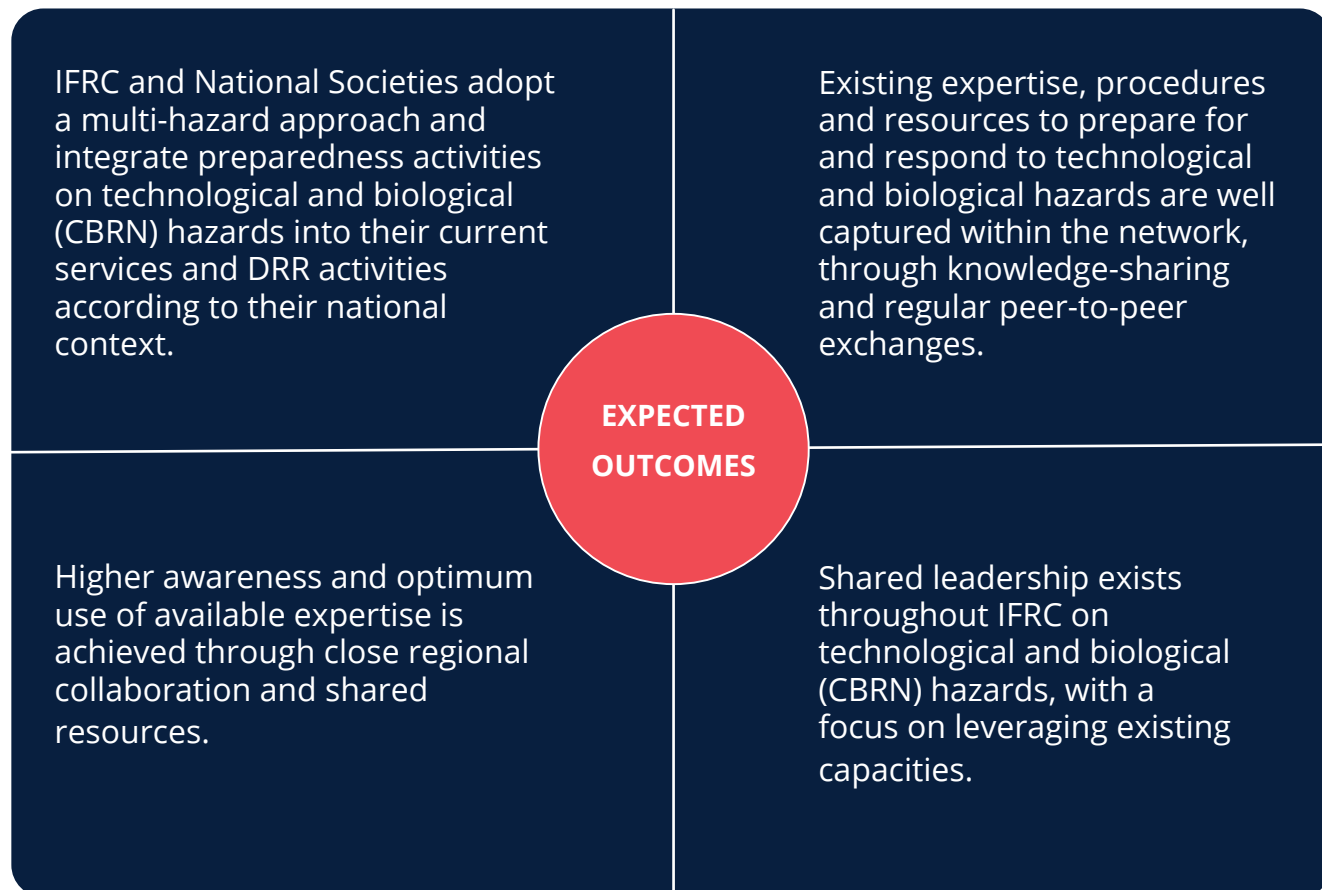 IFRC and National Societies adopt
a multi-hazard approach and
integrate preparedness activities
on technological and biological
(CBRN) hazards into their current
services and DRR activities
according to their national
context.
Existing expertise, procedures
and resources to prepare for
and respond to technological
and biological hazards are well
captured within the network,
through knowledge-sharing
and regular peer-to-peer
exchanges.
EXPECTED
OUTCOMES
Higher awareness and optimum
use of available expertise is
achieved through close regional
collaboration and shared
resources.
Shared leadership exists
throughout IFRC on
technological and biological
(CBRN) hazards, with a
focus on leveraging existing
capacities.